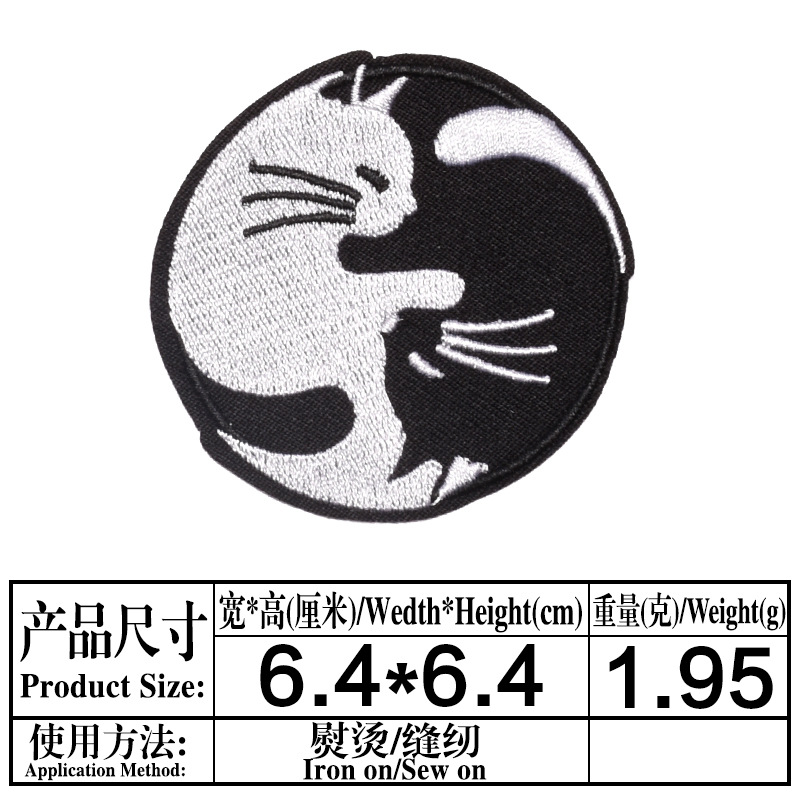 产品尺寸
Product Size:
宽*高(厘米)/Wedth*Height(cm)
重量(克)/Weight(g)
6.4*6.4
1.95
使用方法:
Application Method:
熨烫/缝纫
Iron on/Sew on